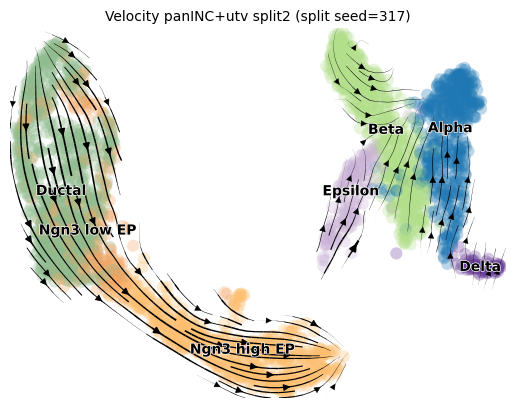 Velocity panINC+utv split2 (split seed=317)
Beta
Alpha
Ductal
Epsilon
Ngn3 low EP
Delta
Ngn3 high EP